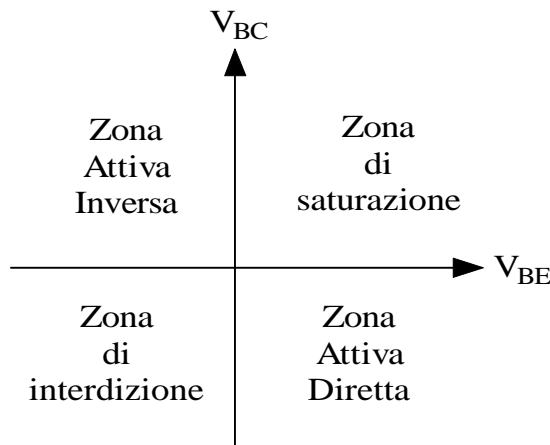 V_BC
Zona
Attiva
Inversa
Zona
di
saturazione
V_BE
Zona
di
interdizione
Zona
Attiva
Diretta